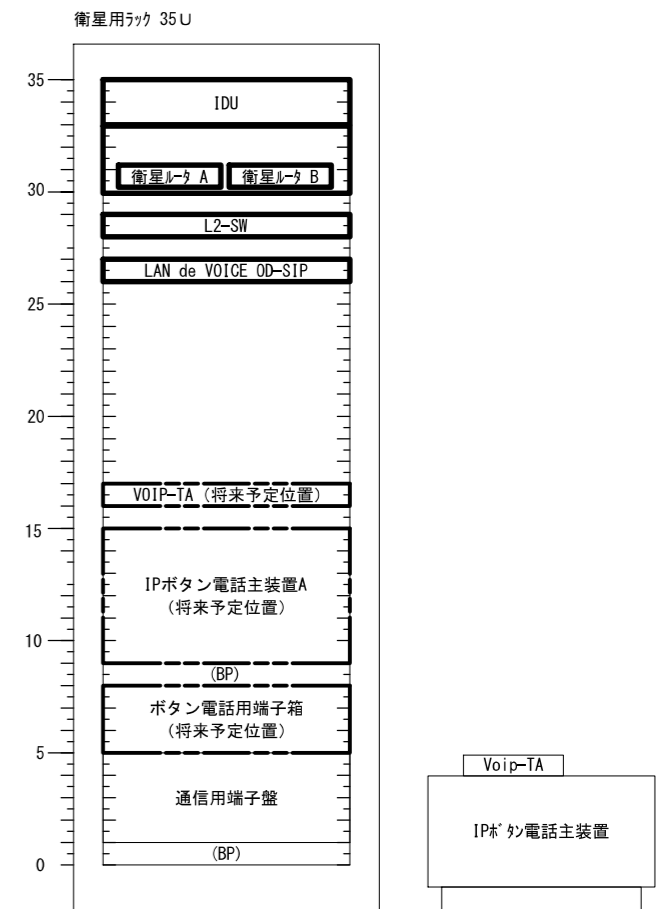 衛星用ﾗｯｸ 35U
35
IDU
衛星ﾙｰﾀ A
衛星ﾙｰﾀ B
30
L2-SW
LAN de VOICE OD-SIP
25
20
VOIP-TA（将来予定位置）
15
IPボタン電話主装置A
（将来予定位置）
10
(BP)
ボタン電話用端子箱
（将来予定位置）
5
通信用端子盤
(BP)
0
Voip-TA
IPﾎﾞﾀﾝ電話主装置